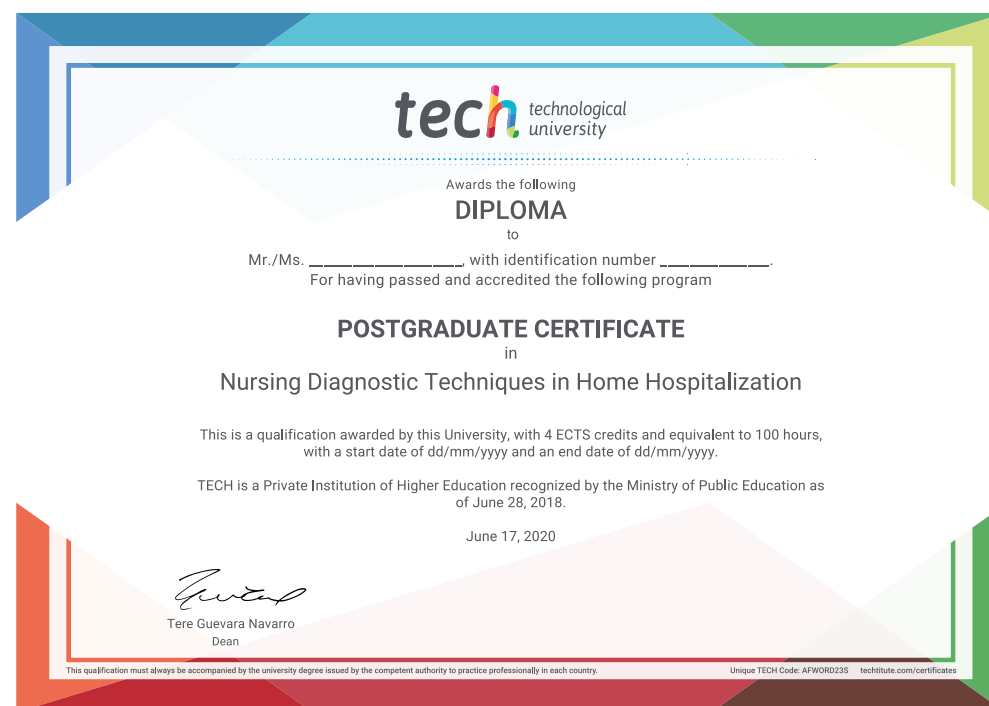 tech technological
university
Awards the following
DIPLOMA
to
Mr./Ms. ____________________, with identification number ______________.
For having passed and accredited the following program
POSTGRADUATE CERTIFICATE
in
Nursing Diagnostic Techniques in Home Hospitalization
This is a qualification awarded by this University, with 4 ECTS credits and equivalent to 100 hours,
with a start date of dd/mm/yyyy and an end date of dd/mm/yyyy.
TECH is a Private Institution of Higher Education recognized by the Ministry of Public Education as
of June 28, 2018.
June 17, 2020
Tere Guevara Navarro
Dean
This qualification must always be accompanied by the university degree issued by the competent authority to practice professionally in each country.
Unique TECH Code: AFWORD23S techtitute.com/certificates